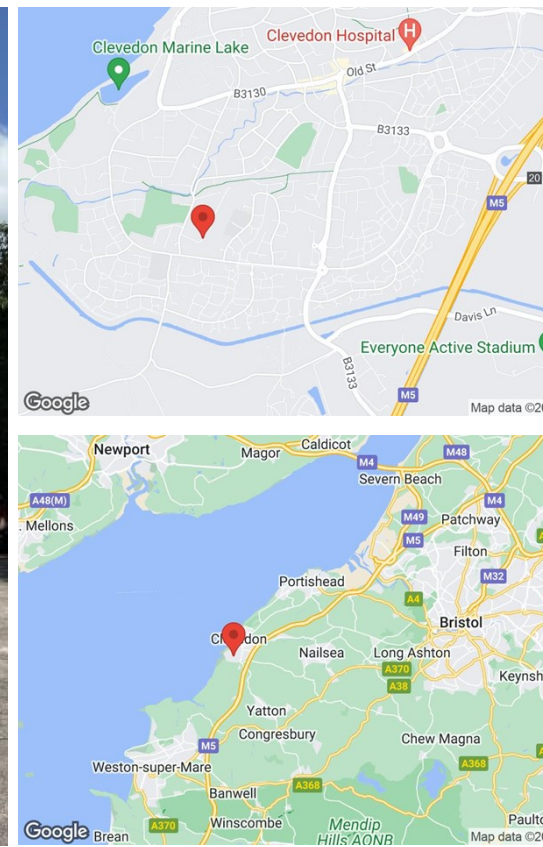 Clevedon Hospital
H
Clevedon Marine Lake
Old St
B3130
B3133
20
M5
Davis Ln
Everyone Active Stadium
B3133
M5
Google
Map data ©20
Newport
Magor
Caldicot
M4
M48
Severn Beach
A48(M)
M4
. Mellons
M49
Patchway
M5
Filton
M32
Portishead
A4
Bristol
Nailsea
Long Ashton
A370
Keynsh
A38
Yatton
M5
Congresbury
Chew Magna
Weston-super-Mare
A368
Banwell
A368
A370
Winscombe
Mendip
Hills AONB
Paulto
Google
Brean
Map data ©20